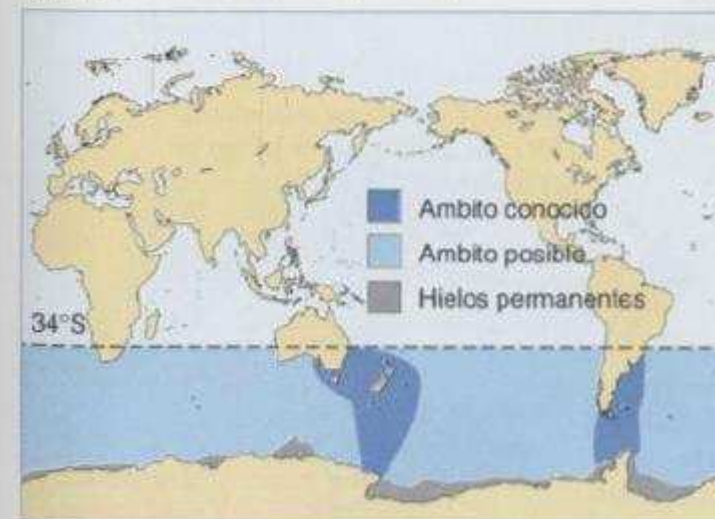 Ambito conocido
Ambito posible
Hielos permanentes
34°S